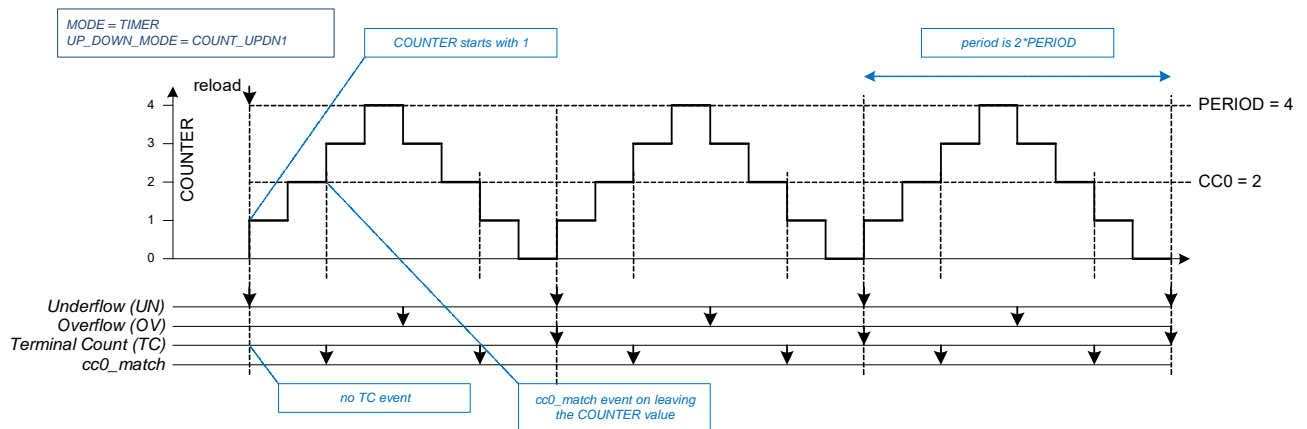 MODE = TIMER
UP_DOWN_MODE = COUNT_UPDN1
COUNTER starts with 1
period is 2*PERIOD
reload
4
3
2
1
0
COUNTER
PERIOD = 4
CC0 = 2
Underflow (UN)
Overflow (OV)
Terminal Count (TC)
cc0_match
no TC event
cc0_match event on leaving
the COUNTER value